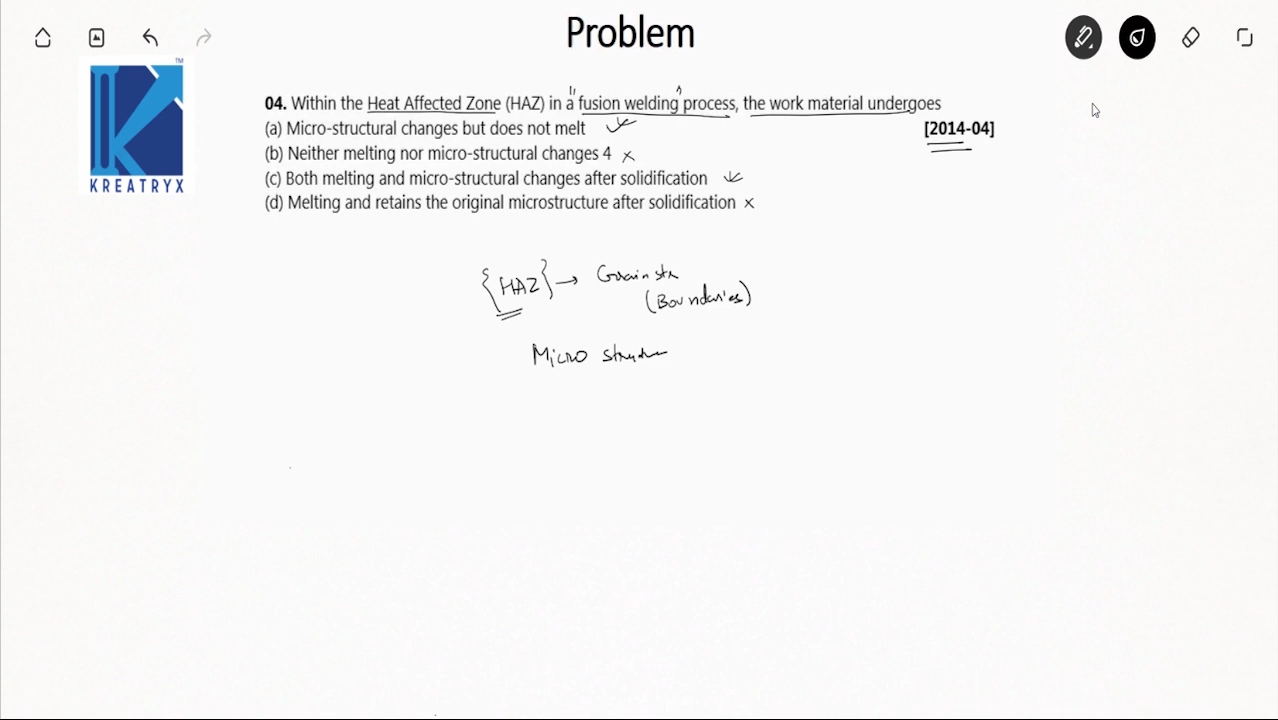 Problem
TM
KREATRYX
04. Within the Heat Affected Zone (HAZ) in a "fusion welding" process, the work material undergoes
(a) Micro-structural changes but does not melt
[2014-04]
(b) Neither melting nor micro-structural changes 4 x
(c) Both melting and micro-structural changes after solidification
(d) Melting and retains the original microstructure after solidification x
{HAZ} → Grain str
(Boundaries)
Micro structure